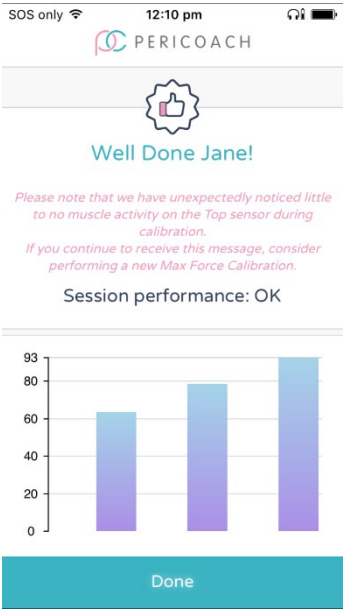 SOS only 12:10 pm
PERICOACH
Well Done Jane!
Please note that we have unexpectedly noticed little
to no muscle activity on the Top sensor during
calibration.
If you continue to receive this message, consider
performing a new Max Force Calibration.
Session performance: OK
93
80
60
40
20
0
Done